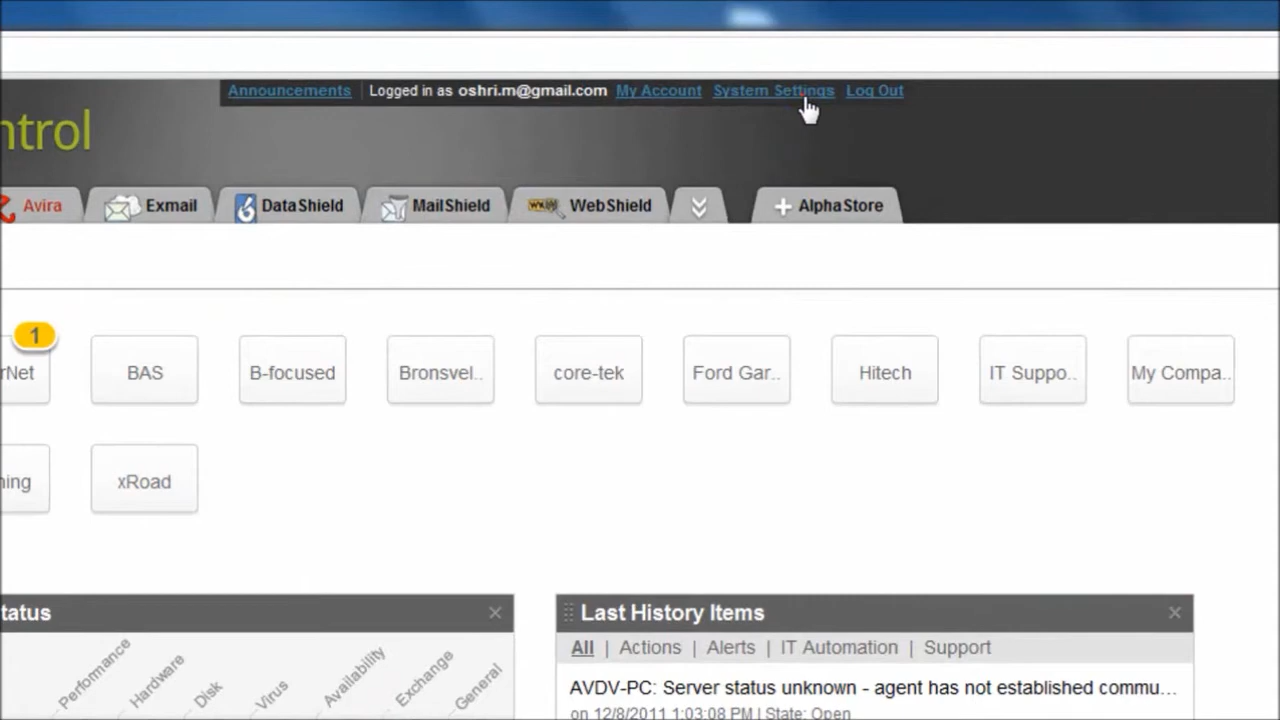 Announcements Logged in as oshri.m@gmail.com My Account System Settings Log Out
ntrol
Avira Exmail DataShield MailShield WebShield AlphaStore
1
rNet BAS B-focused Bronsvel.. core-tek Ford Gar.. Hitech IT Suppo.. My Compa..
ning xRoad
tatus
Performance Hardware Disk Virus Availability Exchange General
Last History Items
All | Actions | Alerts | IT Automation | Support
AVDV-PC: Server status unknown - agent has not established commu...
on 12/8/2011 1:03:08 PM | State: Open